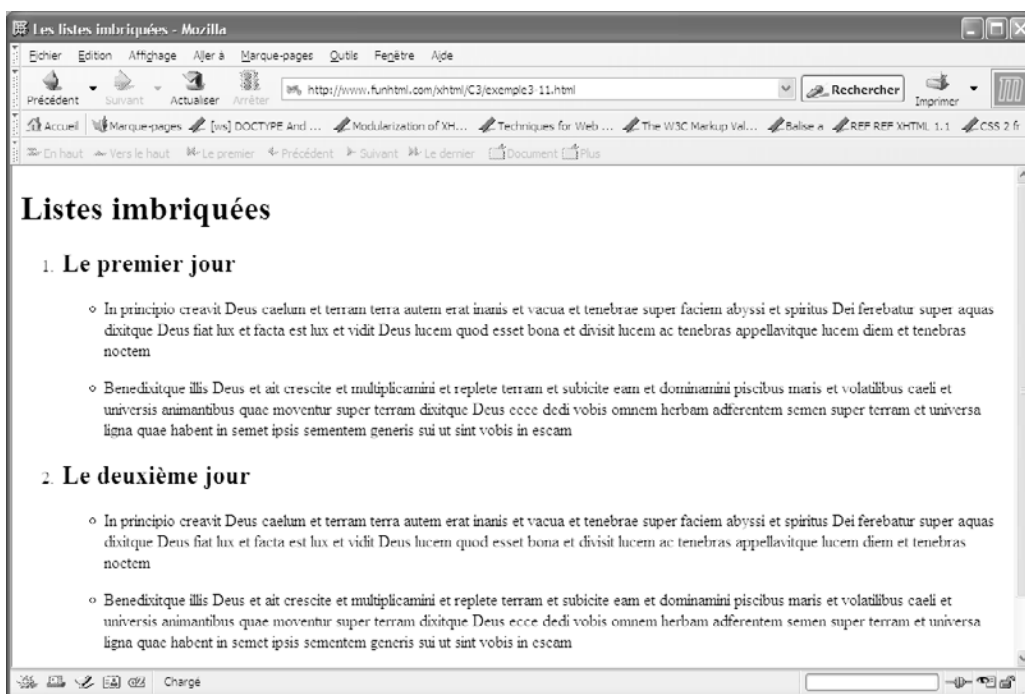 Les listes imbriquées - Mozilla
Fichier Edition Affichage Aller à Marque-pages Outils Fenêtre Aide
Précédent Suivant Actualiser Arrêter http://www.funhtml.com/xhtml/C3/exemple3-11.html Rechercher Imprimer
Accueil Marque-pages [ws] DOCTYPE And ... Modularization of XH... Techniques for Web ... The W3C Markup Val... Balise a REF REF XHTML 1.1 CSS 2 fr
En haut Vers le haut Le premier Précédent Suivant Le dernier Document Plus
Listes imbriquées
1. Le premier jour
In principio creavit Deus caelum et terram terra autem erat inanis et vacua et tenebrae super faciem abyssi et spiritus Dei ferebatur super aquas
dixitque Deus fiat lux et facta est lux et vidit Deus lucem quod esset bona et divisit lucem ac tenebras appellavitque lucem diem et tenebras
noctem
Benedixitque illis Deus et ait crescite et multiplicamini et replete terram et subicite eam et dominamini piscibus maris et volatilibus caeli et
universis animantibus quae moventur super terram dixitque Deus ecce dedi vobis omnem herbam adferentem semen super terram et universa
ligna quae habent in semet ipsis sementem generis sui ut sint vobis in escam
2. Le deuxième jour
In principio creavit Deus caelum et terram terra autem erat inanis et vacua et tenebrae super faciem abyssi et spiritus Dei ferebatur super aquas
dixitque Deus fiat lux et facta est lux et vidit Deus lucem quod esset bona et divisit lucem ac tenebras appellavitque lucem diem et tenebras
noctem
Benedixitque illis Deus et ait crescite et multiplicamini et replete terram et subicite eam et dominamini piscibus maris et volatilibus caeli et
universis animantibus quae moventur super terram dixitque Deus ecce dedi vobis omnem herbam adferentem semen super terram et universa
ligna quae habent in semet ipsis sementem generis sui ut sint vobis in escam
Chargé